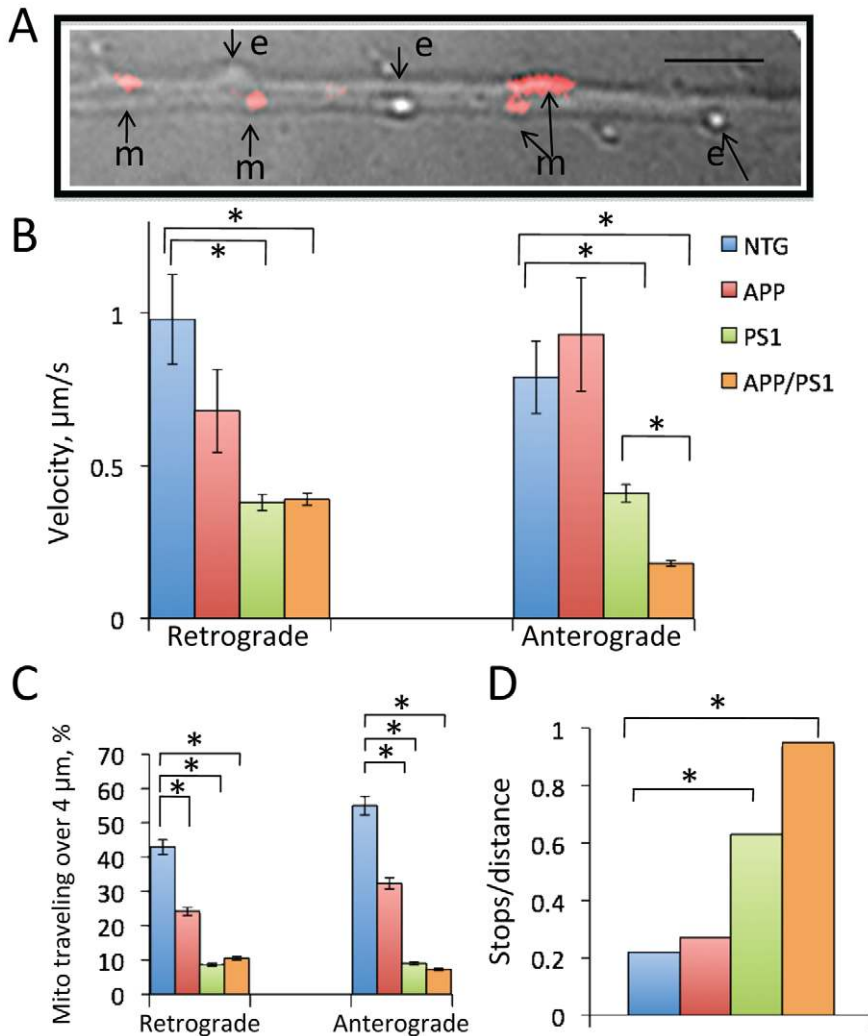 A
e
e
m
m
m
e
B
*
*
*
*
*
NTG
APP
PS1
APP/PS1
Velocity, µm/s
1
0.5
0
Retrograde
Anterograde
C
*
*
*
*
*
*
Mito traveling over 4 µm, %
70
60
50
40
30
20
10
0
Retrograde
Anterograde
D
*
*
Stops/distance
1
0.8
0.6
0.4
0.2
0